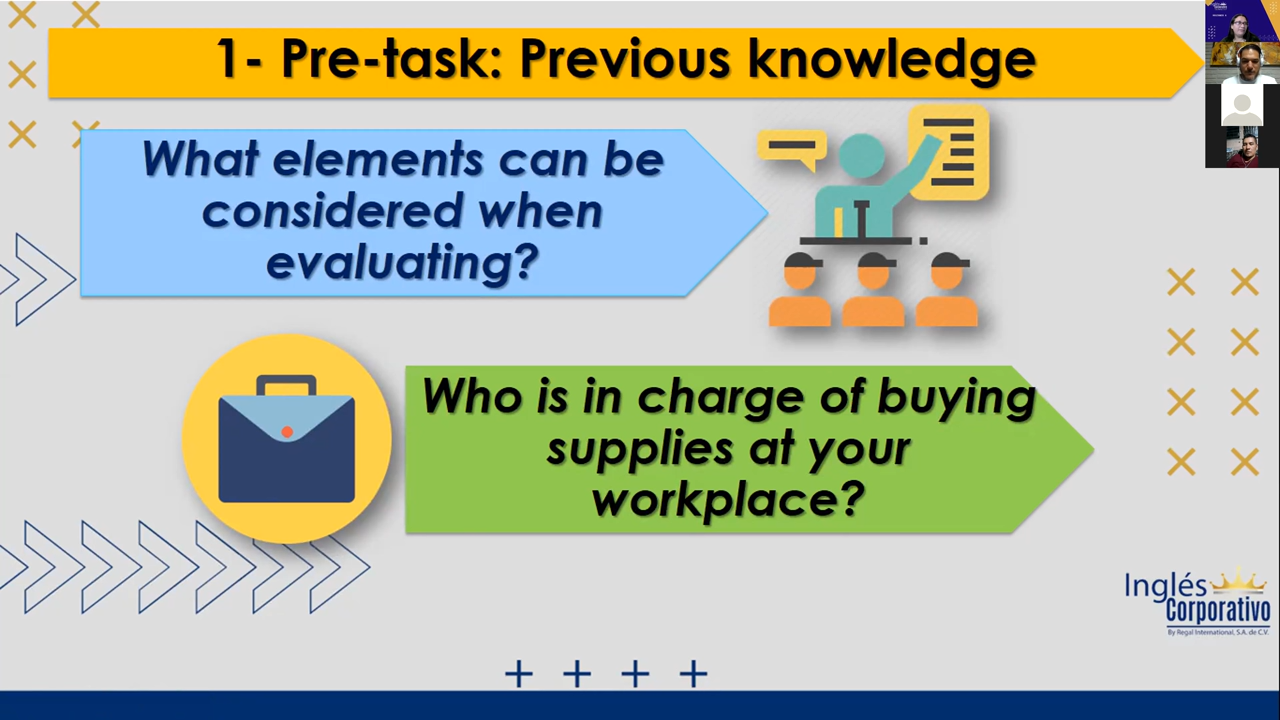 1- Pre-task: Previous knowledge
What elements can be
considered when
evaluating?
Who is in charge of buying
supplies at your
workplace?
Inglés
Corporativo
By Regal International, S.A. de C.V.